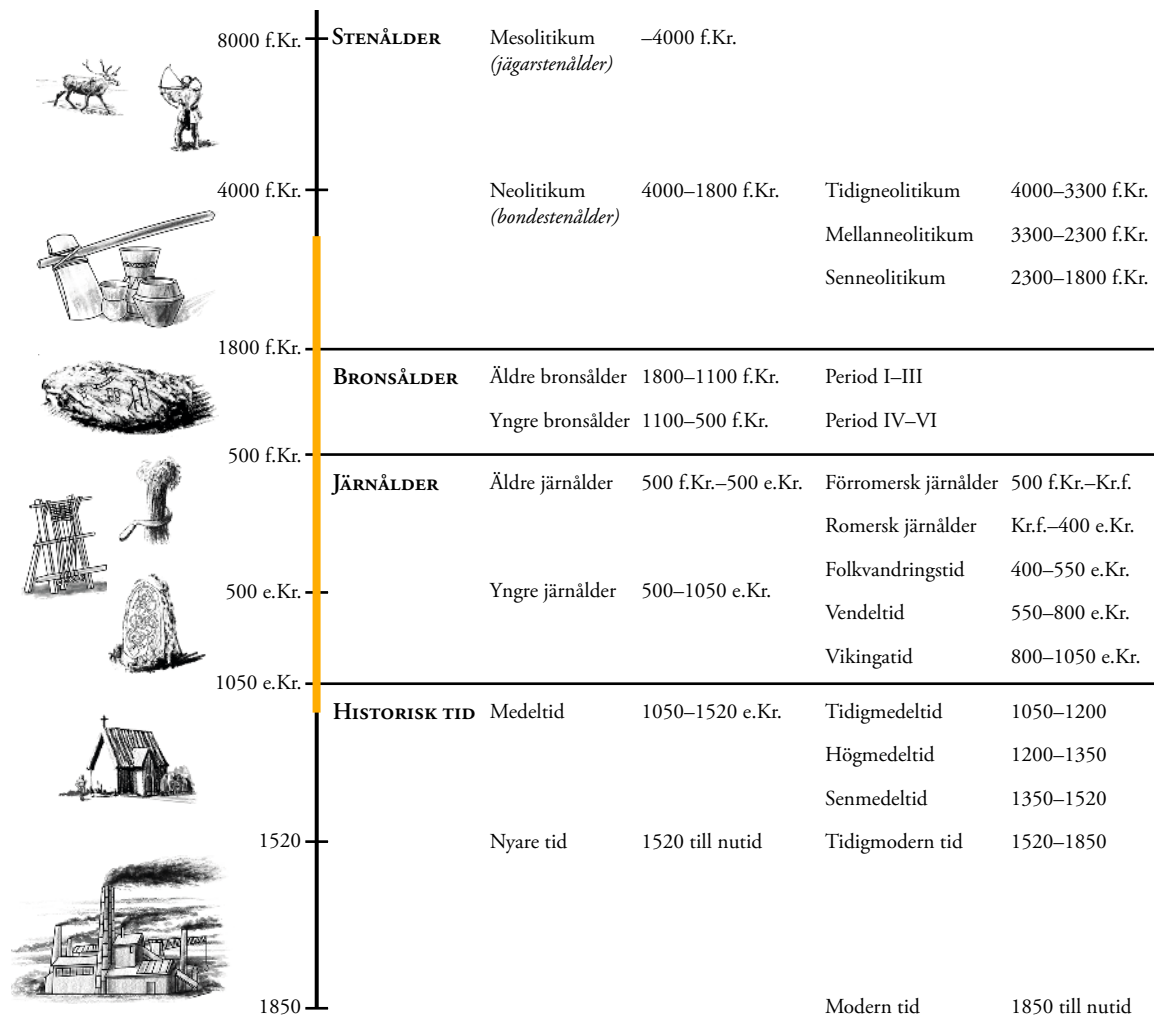 8000 f.Kr. Stenålder Mesolitikum –4000 f.Kr.
(jägarstenålder)
4000 f.Kr. Neolitikum 4000–1800 f.Kr. Tidigneolitikum 4000–3300 f.Kr.
(bondestenålder)
Mellanneolitikum 3300–2300 f.Kr.
Senneolitikum 2300–1800 f.Kr.
1800 f.Kr.
Bronsålder Äldre bronsålder 1800–1100 f.Kr. Period I–III
Yngre bronsålder 1100–500 f.Kr. Period IV–VI
500 f.Kr.
Järnålder Äldre järnålder 500 f.Kr.–500 e.Kr. Förromersk järnålder 500 f.Kr.–Kr.f.
Romersk järnålder Kr.f.–400 e.Kr.
Folkvandringstid 400–550 e.Kr.
500 e.Kr. Yngre järnålder 500–1050 e.Kr.
Vendeltid 550–800 e.Kr.
Vikingatid 800–1050 e.Kr.
1050 e.Kr.
Historisk tid Medeltid 1050–1520 e.Kr. Tidigmedeltid 1050–1200
Högmedeltid 1200–1350
Senmedeltid 1350–1520
1520 Nyare tid 1520 till nutid Tidigmodern tid 1520–1850
1850 Modern tid 1850 till nutid